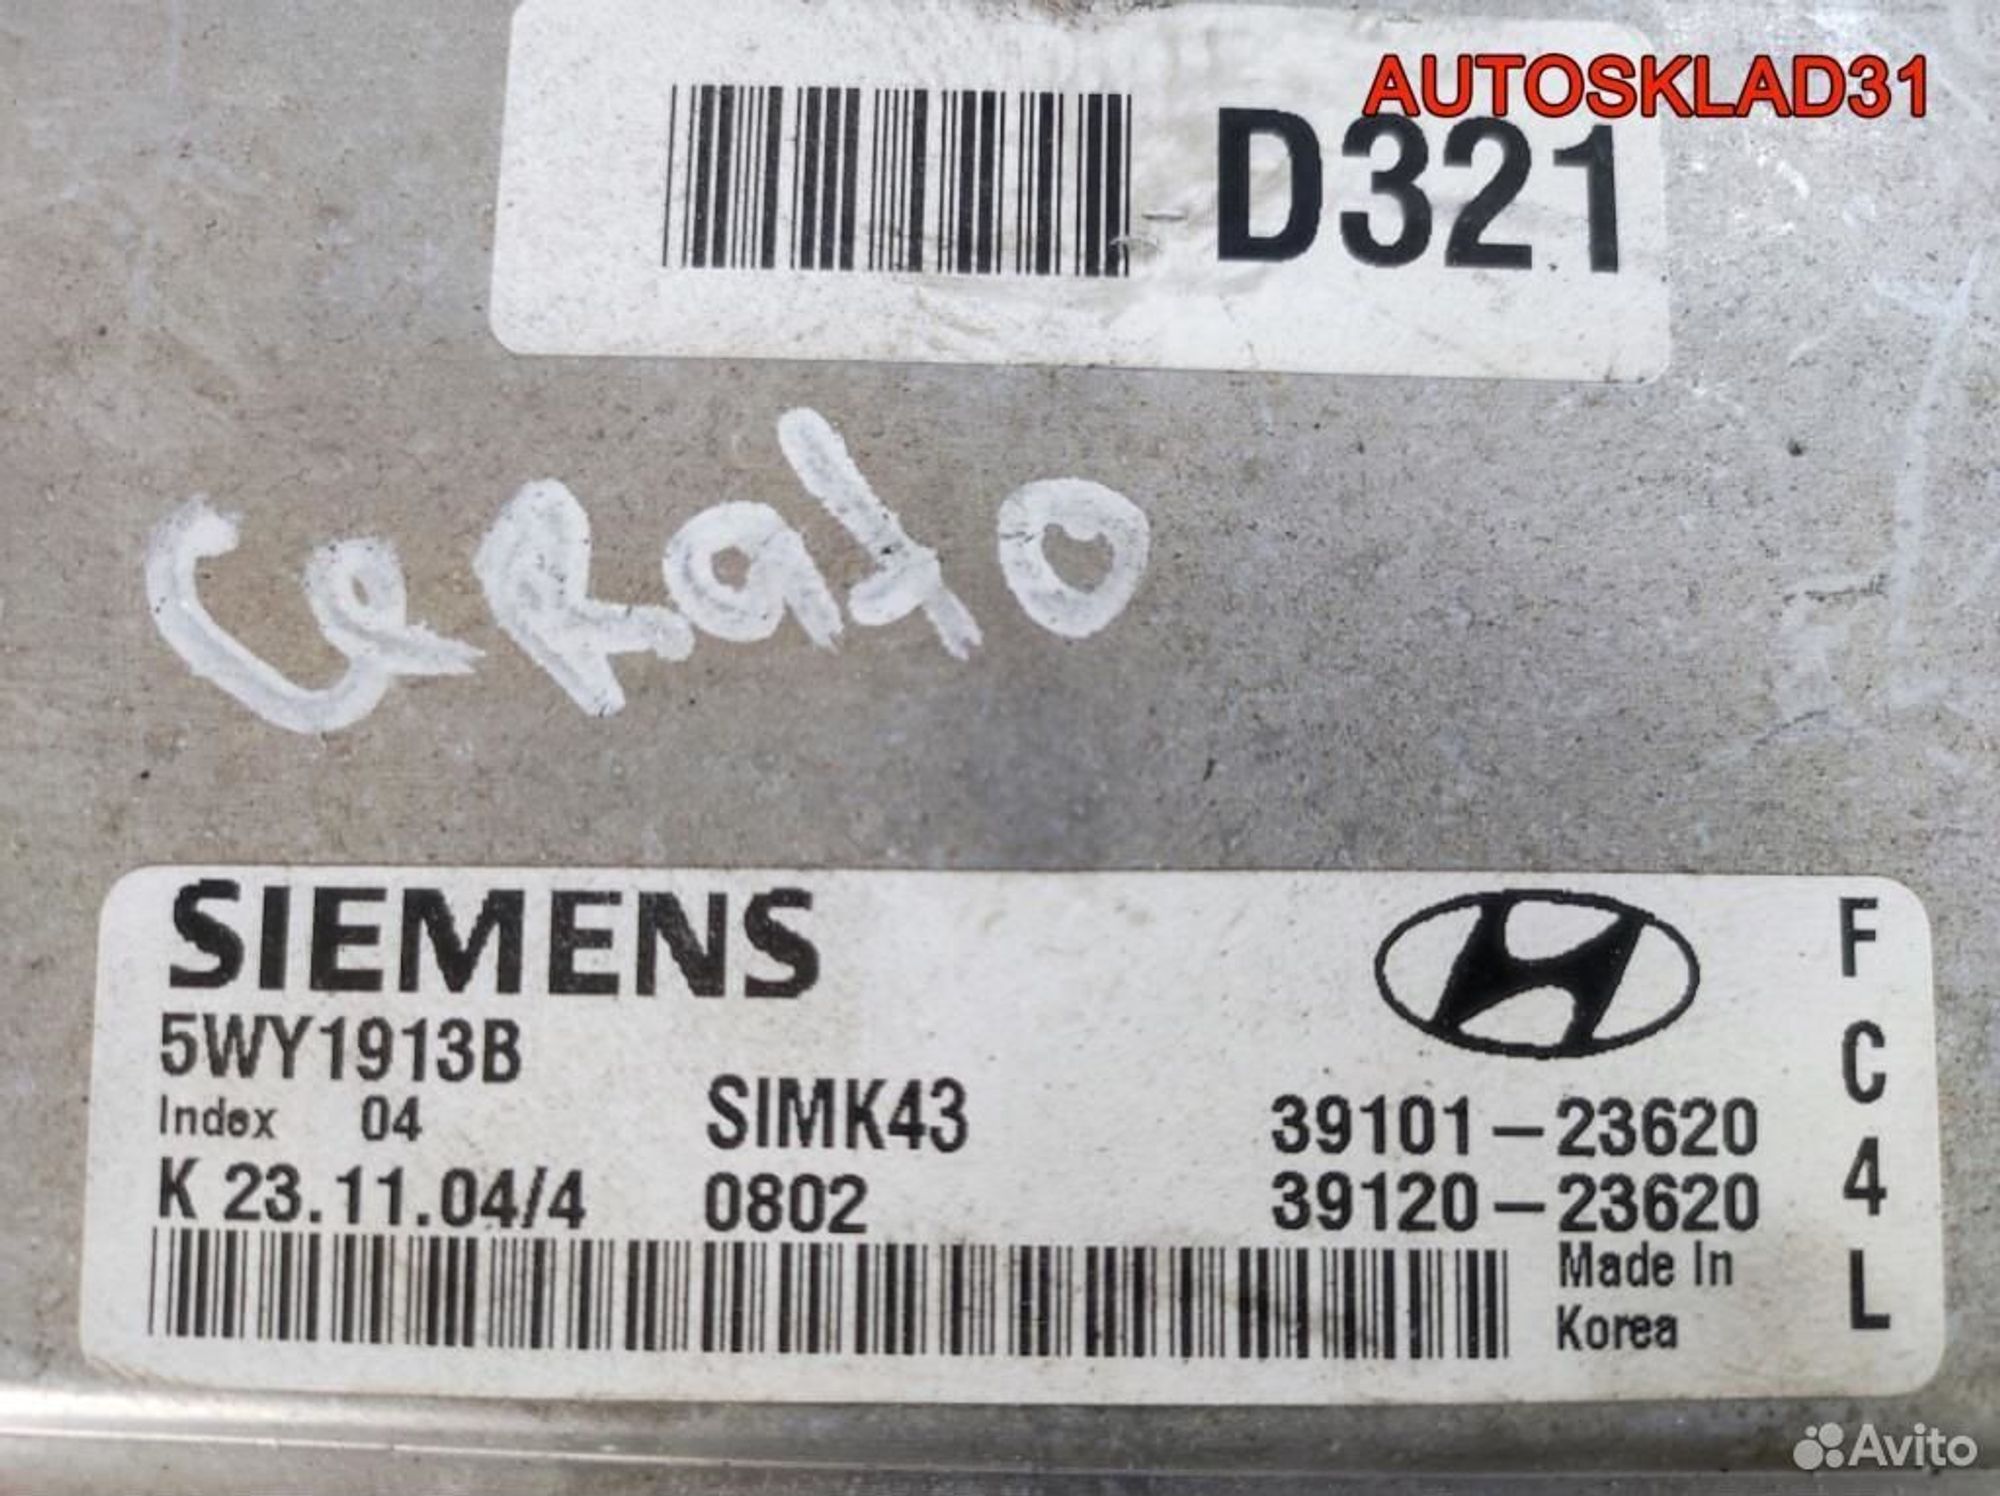 AUTOSKLAD31
D321
Cerato
SIEMENS
5WY1913B
Index 04
SIMK43
39101-23620
K 23.11.04/4
0802
39120-23620
Made In
Korea
F
C
4
L
Avito